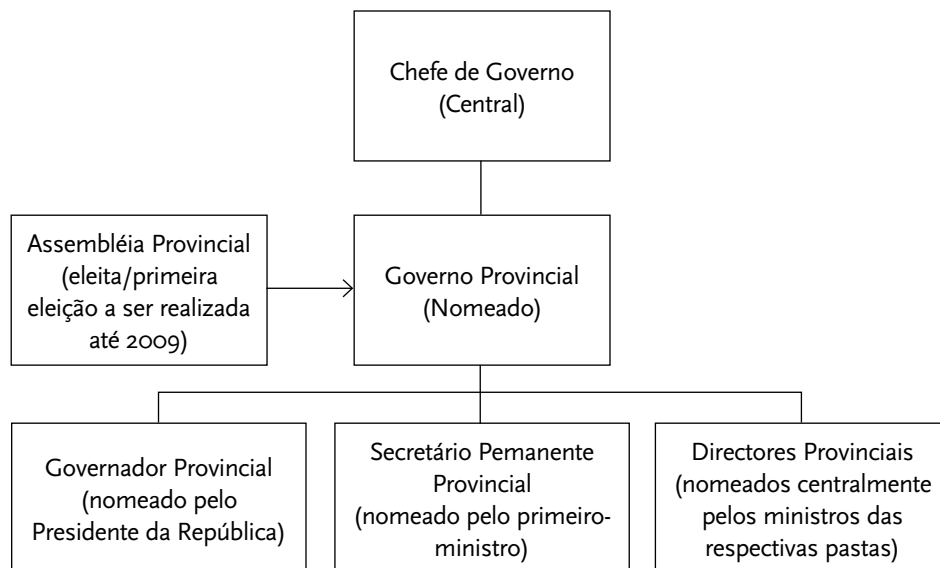 Chefe de Governo
(Central)
Assembléia Provincial
(eleita/primeira
eleição a ser realizada
até 2009)
Governo Provincial
(Nomeado)
Governador Provincial
(nomeado pelo
Presidente da República)
Secretário Pemanente
Provincial
(nomeado pelo primeiro-
ministro)
Directores Provinciais
(nomeados centralmente
pelos ministros das
respectivas pastas)